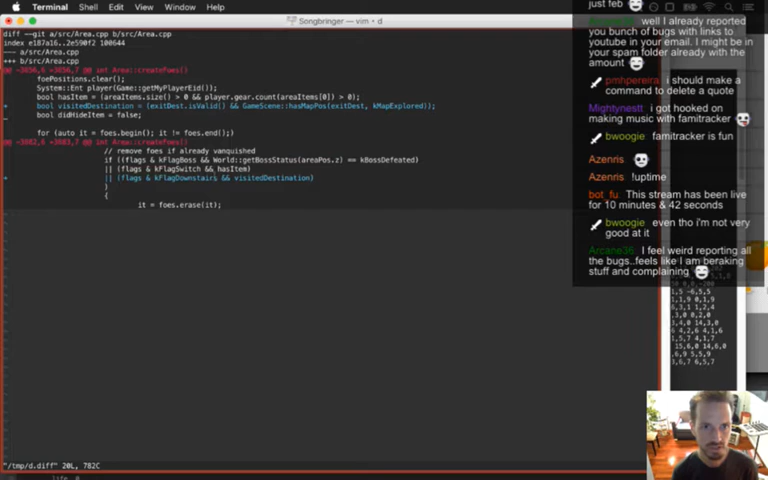 Terminal Shell Edit View Window Help
Songbringer — vim • d
diff --git a/src/Area.cpp b/src/Area.cpp
index e187a16..2e590f2 100644
--- a/src/Area.cpp
+++ b/src/Area.cpp
int Area::createFoes()
foePositions.clear();
System::Ent player(Game::getMyPlayerEid());
bool hasItem = (areaItems.size() > 0 && player.gear.count(areaItems[0]) > 0);
+ bool visitedDestination = (exitDest.isValid() && GameScene::hasMapPos(exitDest, kMapExplored));
bool didHideItem = false;
for (auto it = foes.begin(); it != foes.end();)
int Area::createFoes()
// remove foes if already vanquished
if ((flags & kFlagBoss && World::getBossStatus(areaPos.z) == kBossDefeated)
|| (flags & kFlagSwitch && hasItem)
+ || (flags & kFlagDownstairs && visitedDestination)
)
{
it = foes.erase(it);
"/tmp/d.diff" 20L, 782C
just feb
well I already reported
you bunch of bugs with links to
youtube in your email. I might be in
your spam folder already with the
amount
pmhpereira i should make a
command to delete a quote
Mightynestt i got hooked on
making music with famitracker
bwoogie famitracker is fun
Azenris
Azenris !uptime
bot_fu This stream has been live
for 10 minutes & 42 seconds
bwoogie even tho i'm not very
good at it
Arcane36 I feel weird reporting all
the bugs..feels like I am beraking
stuff and complaining